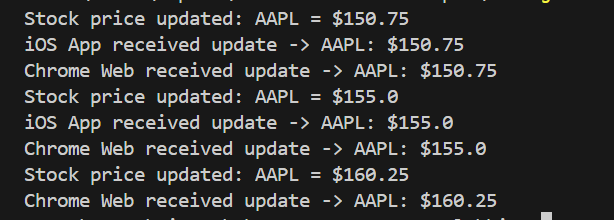 Stock price updated: AAPL = $150.75
iOS App received update -> AAPL: $150.75
Chrome Web received update -> AAPL: $150.75
Stock price updated: AAPL = $155.0
iOS App received update -> AAPL: $155.0
Chrome Web received update -> AAPL: $155.0
Stock price updated: AAPL = $160.25
Chrome Web received update -> AAPL: $160.25